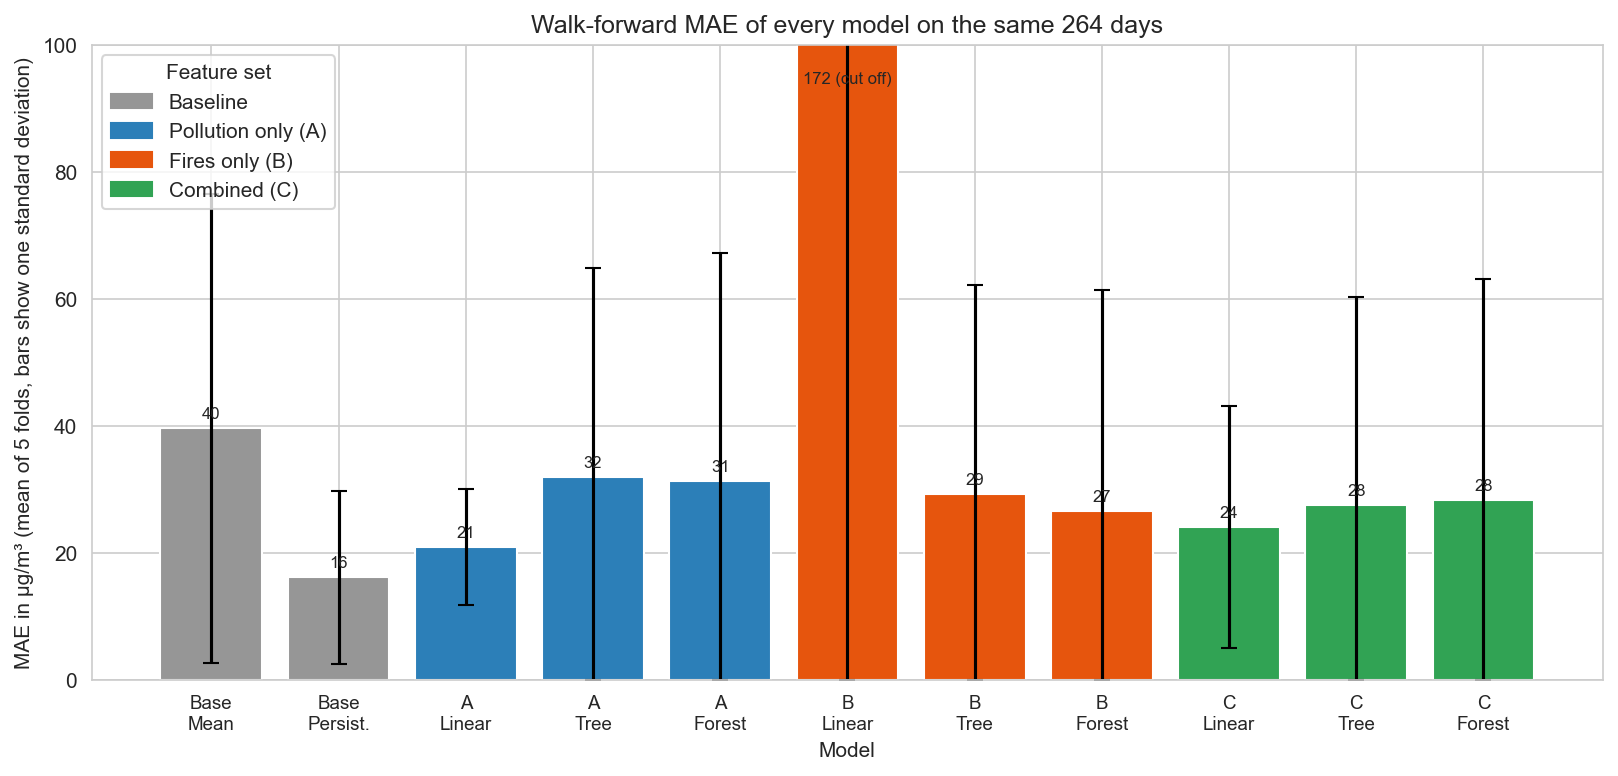 Walk-forward MAE of every model on the same 264 days
MAE in µg/m³ (mean of 5 folds, bars show one standard deviation)
100
80
60
40
20
0
Feature set
Baseline
Pollution only (A)
Fires only (B)
Combined (C)
40
16
21
32
31
172 (cut off)
29
27
24
28
28
Base
Mean
Base
Persist.
A
Linear
A
Tree
A
Forest
B
Linear
B
Tree
B
Forest
C
Linear
C
Tree
C
Forest
Model